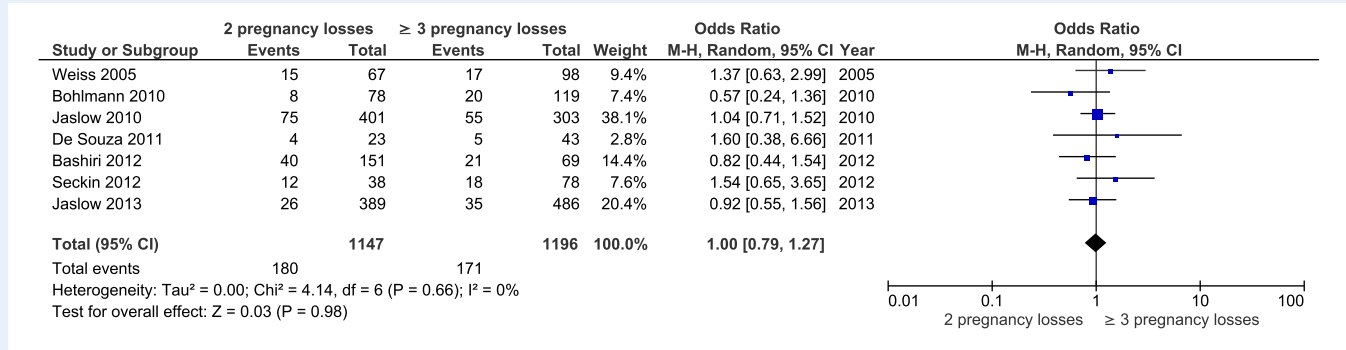 2 pregnancy losses ≥ 3 pregnancy losses Odds Ratio Odds Ratio
Study or Subgroup Events Total Events Total Weight M-H, Random, 95% CI Year M-H, Random, 95% CI
Weiss 2005 15 67 17 98 9.4% 1.37 [0.63, 2.99] 2005
Bohlmann 2010 8 78 20 119 7.4% 0.57 [0.24, 1.36] 2010
Jaslow 2010 75 401 55 303 38.1% 1.04 [0.71, 1.52] 2010
De Souza 2011 4 23 5 43 2.8% 1.60 [0.38, 6.66] 2011
Bashiri 2012 40 151 21 69 14.4% 0.82 [0.44, 1.54] 2012
Seckin 2012 12 38 18 78 7.6% 1.54 [0.65, 3.65] 2012
Jaslow 2013 26 389 35 486 20.4% 0.92 [0.55, 1.56] 2013
Total (95% CI) 1147 1196 100.0% 1.00 [0.79, 1.27]
Total events 180 171
Heterogeneity: Tau² = 0.00; Chi² = 4.14, df = 6 (P = 0.66); I² = 0%
Test for overall effect: Z = 0.03 (P = 0.98)
0.01 0.1 1 10 100
2 pregnancy losses ≥ 3 pregnancy losses